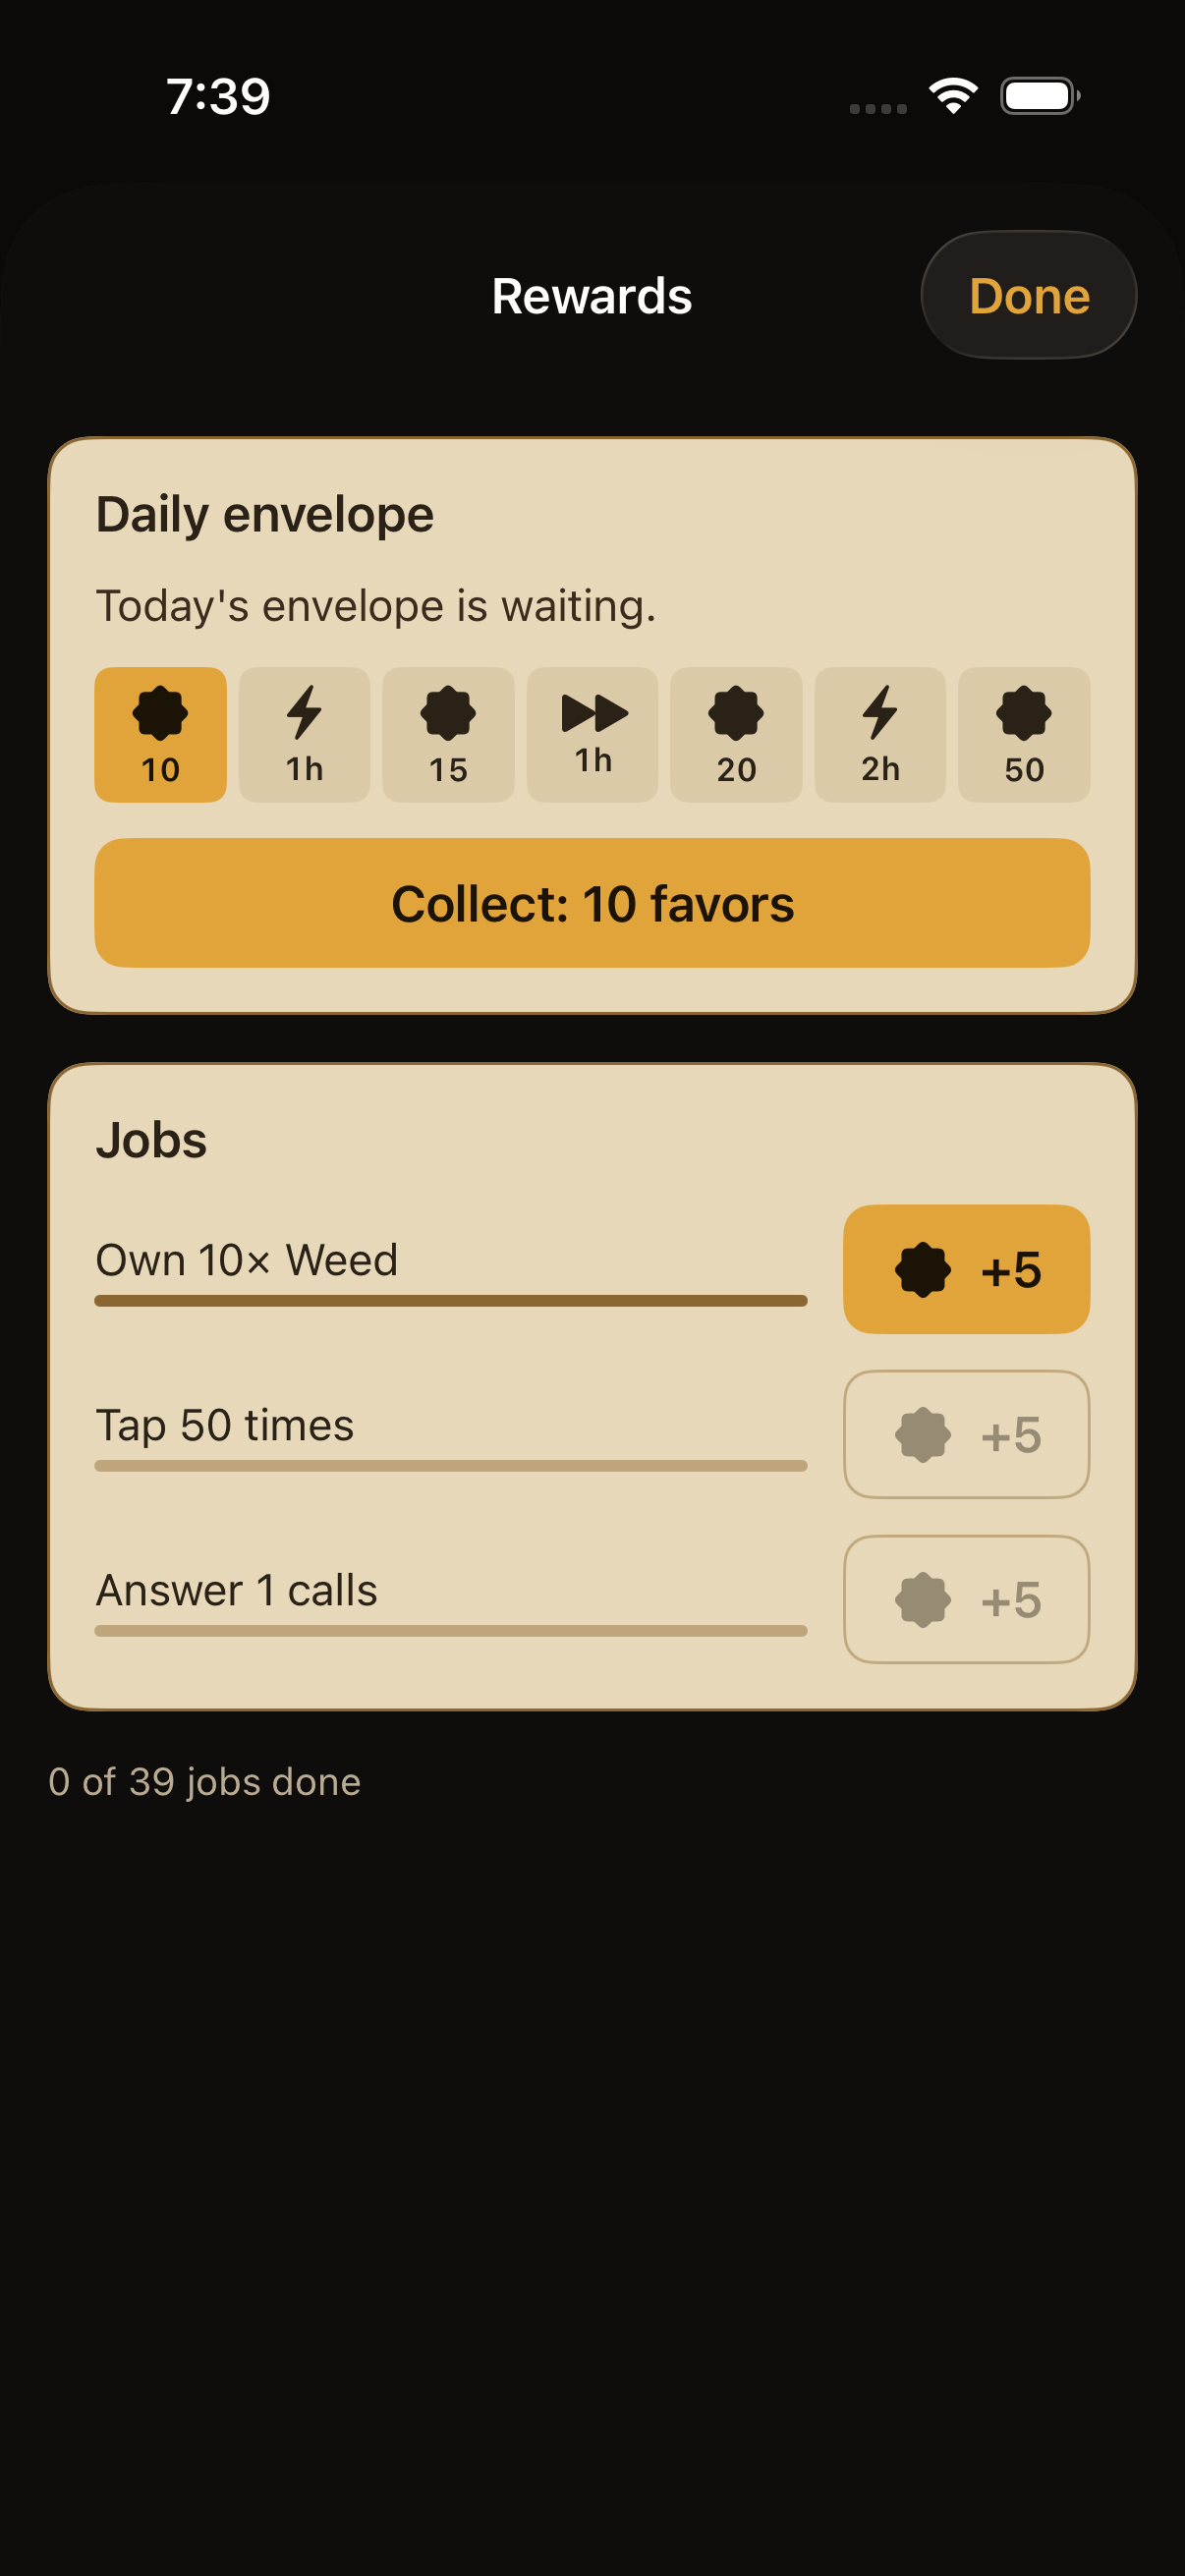 7:39
Rewards
Done
Daily envelope
Today's envelope is waiting.
10 1h 15 1h 20 2h 50
Collect: 10 favors
Jobs
Own 10× Weed
+5
Tap 50 times
+5
Answer 1 calls
+5
0 of 39 jobs done